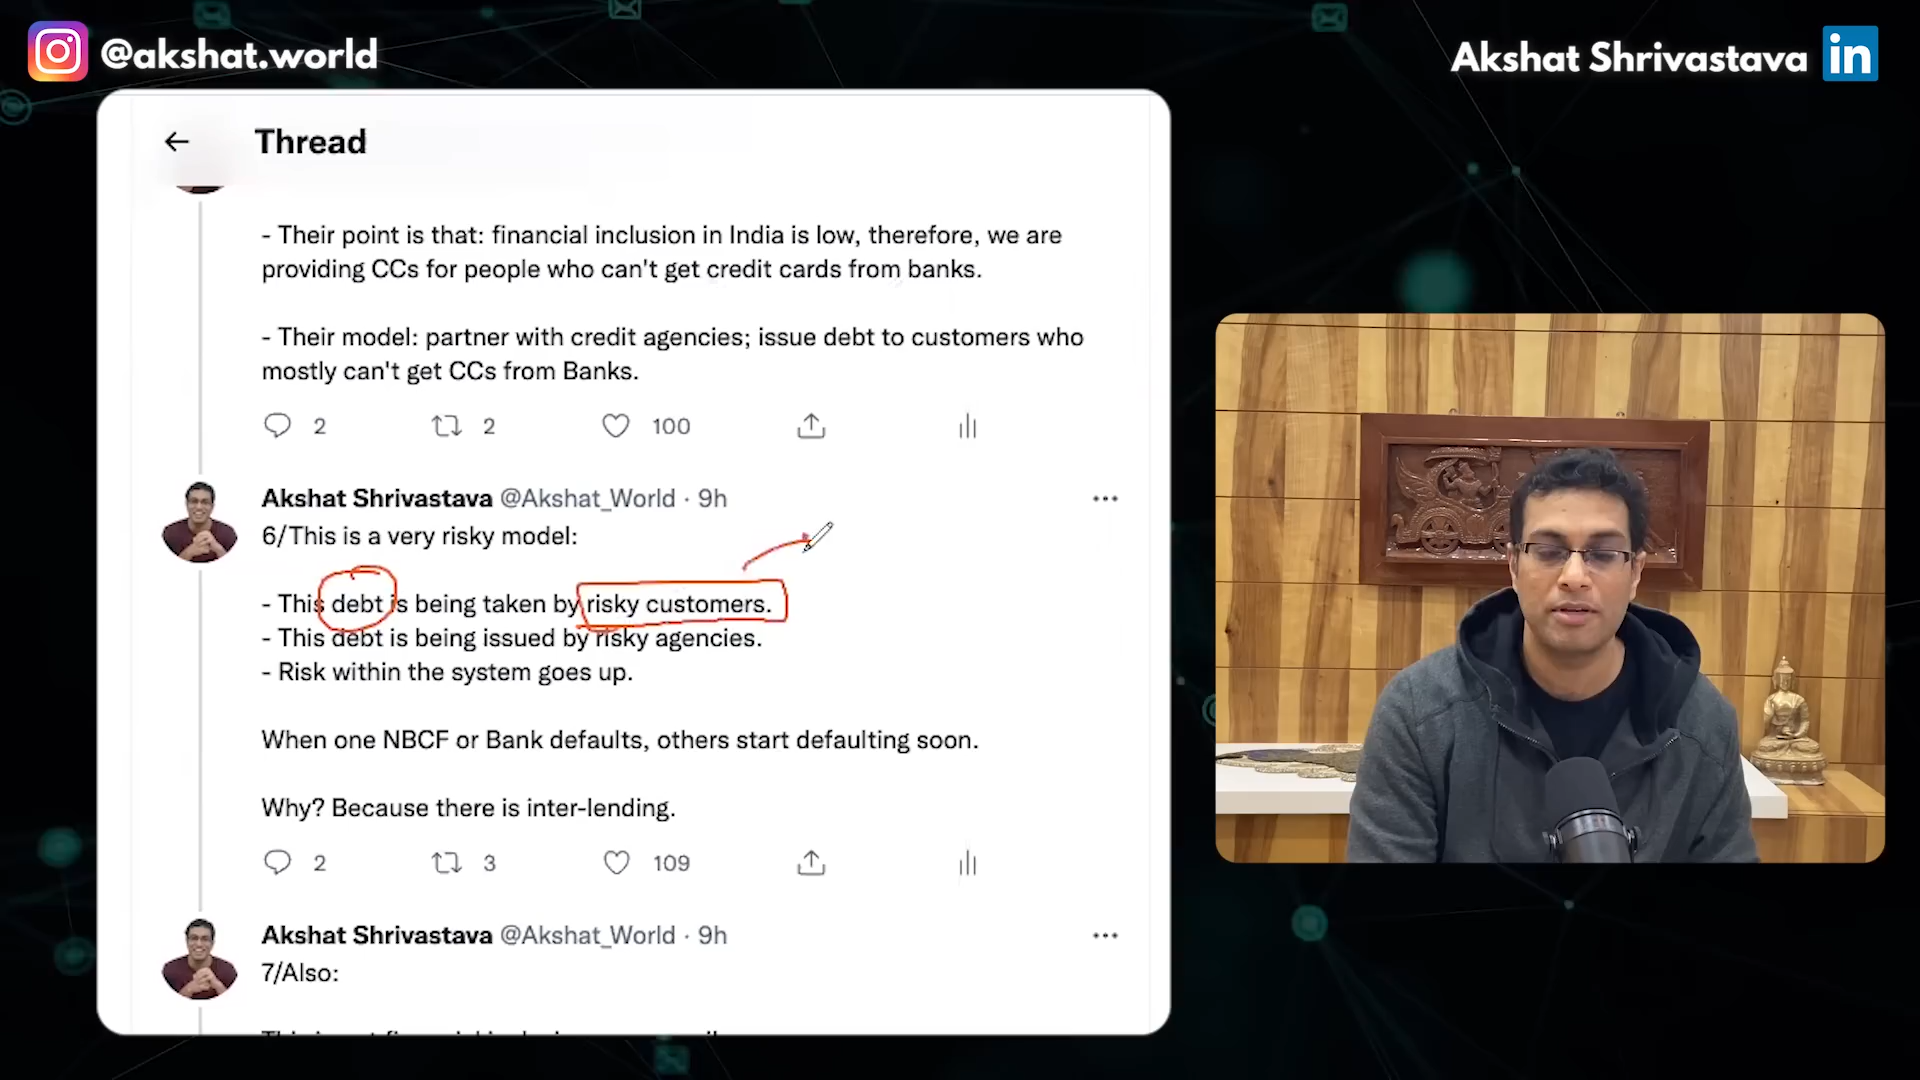 @akshat.world
Akshat Shrivastava in
Thread
- Their point is that: financial inclusion in India is low, therefore, we are
providing CCs for people who can't get credit cards from banks.
- Their model: partner with credit agencies; issue debt to customers who
mostly can't get CCs from Banks.
2 2 100
Akshat Shrivastava @Akshat_World · 9h
6/This is a very risky model:
- This debt is being taken by risky customers.
- This debt is being issued by risky agencies.
- Risk within the system goes up.
When one NBCF or Bank defaults, others start defaulting soon.
Why? Because there is inter-lending.
2 3 109
Akshat Shrivastava @Akshat_World · 9h
7/Also: